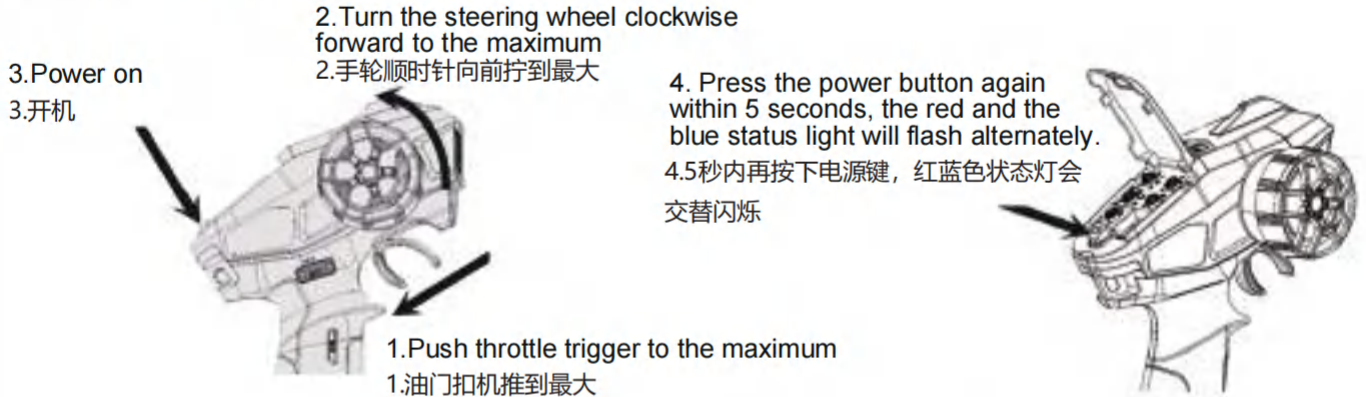 2.Turn the steering wheel clockwise
forward to the maximum
2.手轮顺时针向前拧到最大
3.Power on
3.开机
4. Press the power button again
within 5 seconds, the red and the
blue status light will flash alternately.
4.5秒内再按下电源键，红蓝色状态灯会
交替闪烁
1.Push throttle trigger to the maximum
1.油门扣机推到最大